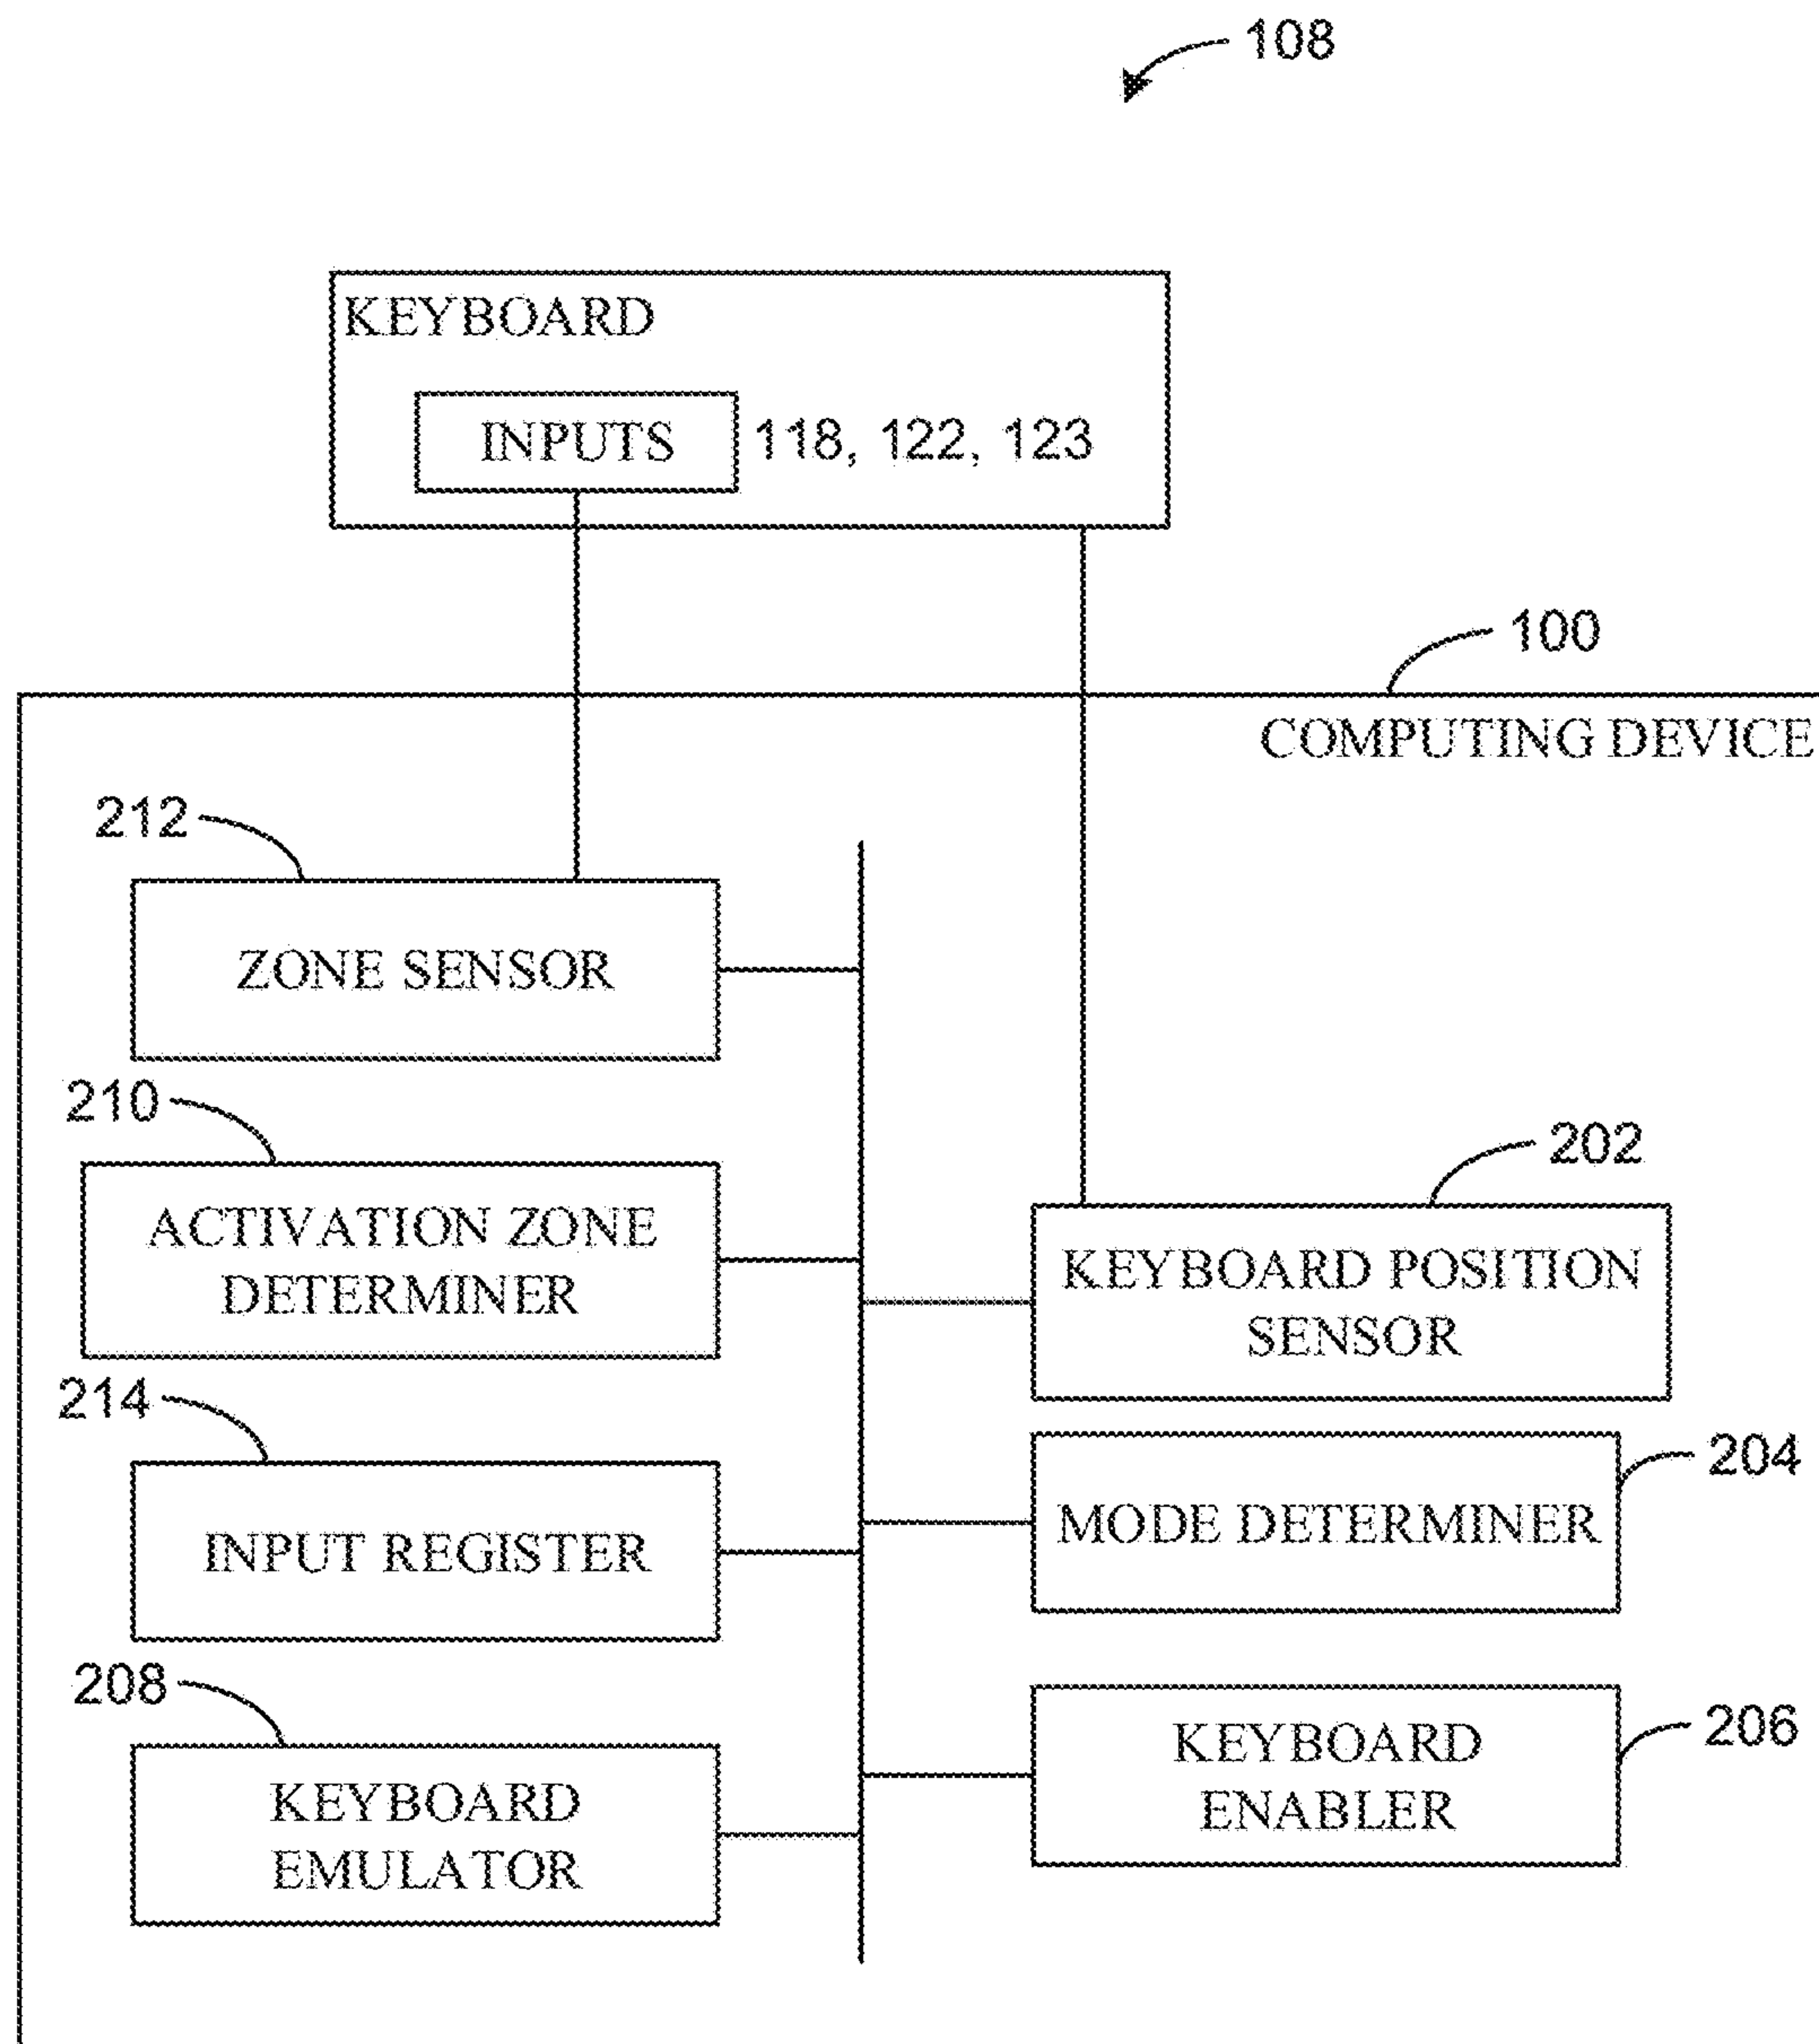 108
KEYBOARD
INPUTS
118, 122, 123
100
COMPUTING DEVICE
212
ZONE SENSOR
210
ACTIVATION ZONE
DETERMINER
202
KEYBOARD POSITION
SENSOR
214
INPUT REGISTER
204
MODE DETERMINER
208
KEYBOARD
EMULATOR
206
KEYBOARD
ENABLER